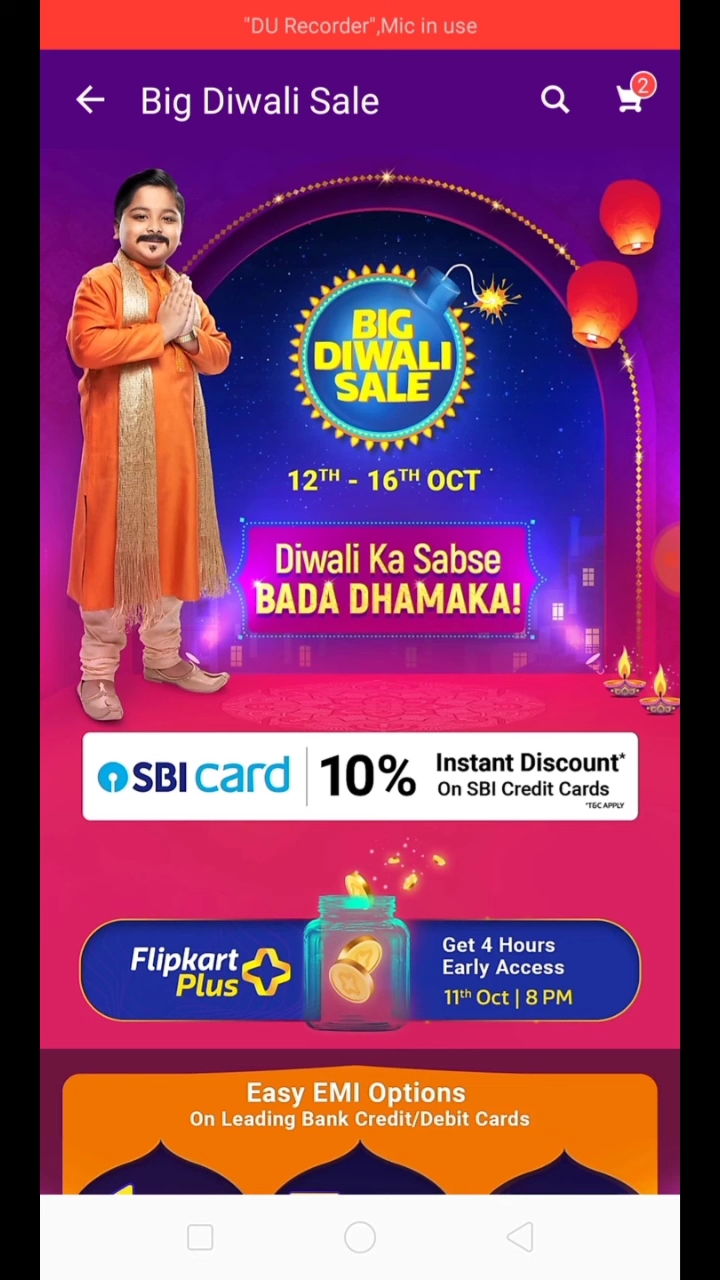 "DU Recorder",Mic in use
Big Diwali Sale
2
BIG
DIWALI
SALE
12TH - 16TH OCT
Diwali Ka Sabse
BADA DHAMAKA!
SBI card
10%
Instant Discount*
On SBI Credit Cards
*T&C APPLY
Flipkart
Plus
Get 4 Hours
Early Access
11th Oct | 8 PM
Easy EMI Options
On Leading Bank Credit/Debit Cards